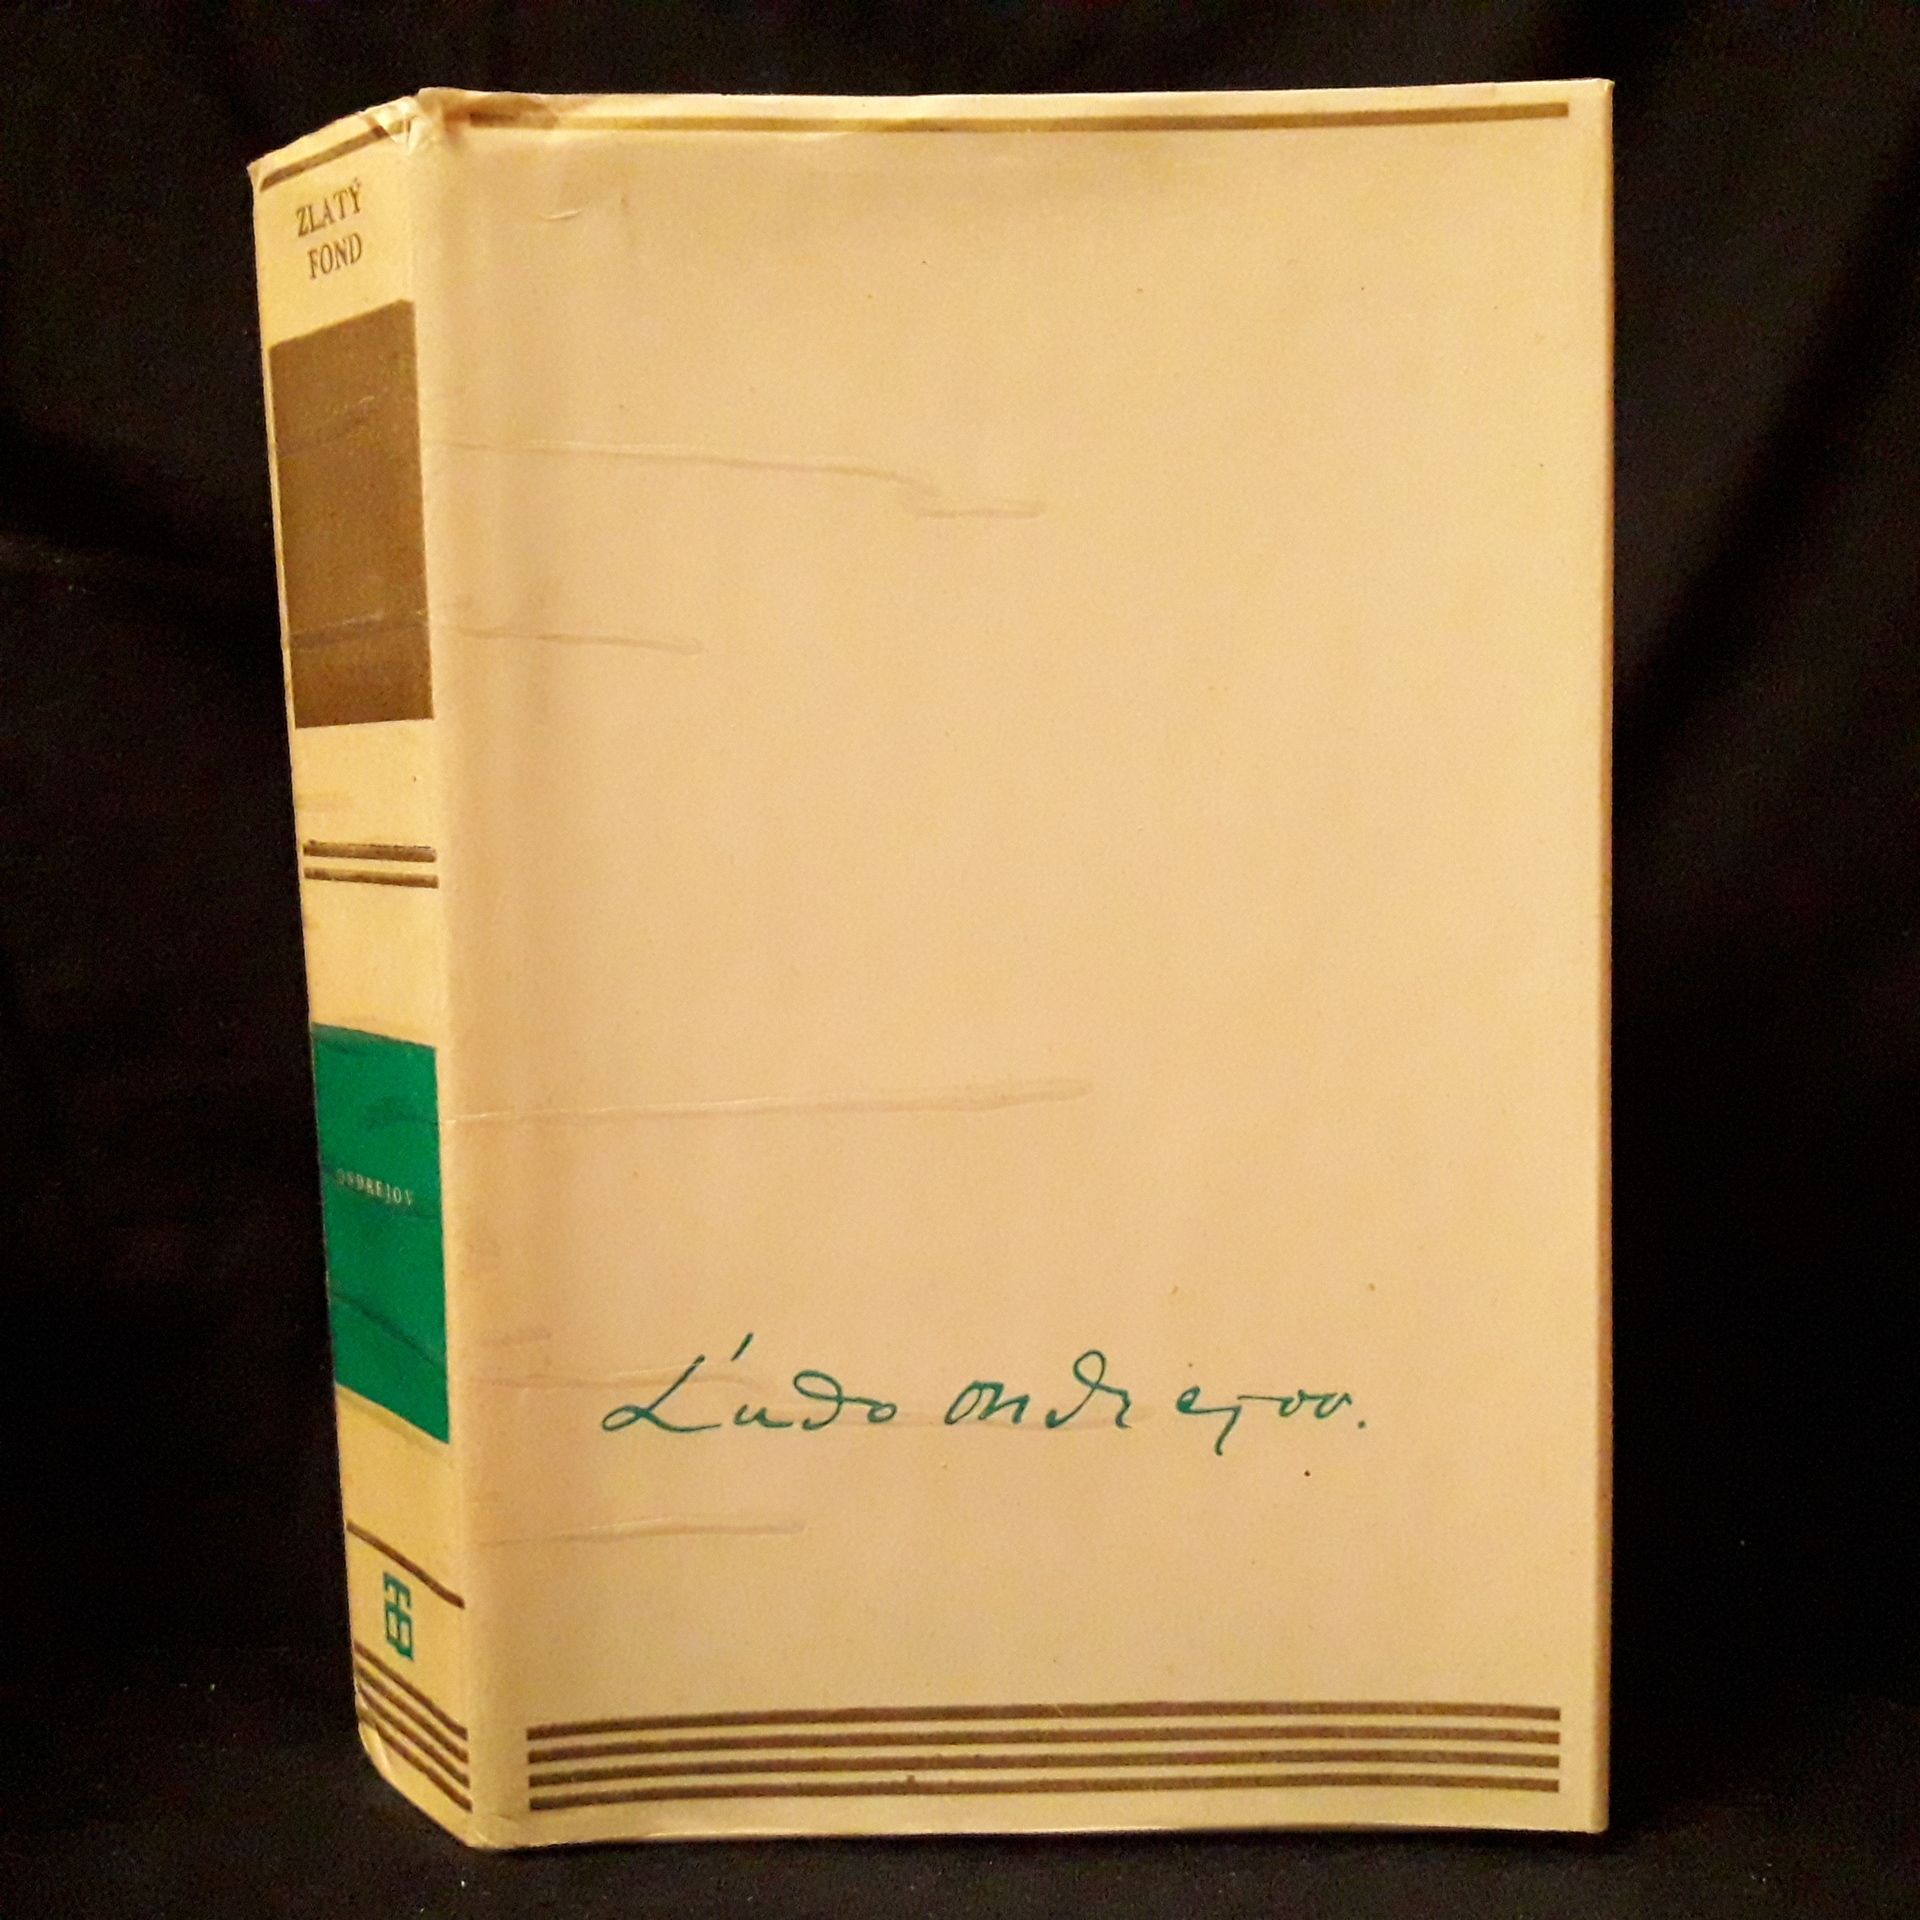 ZLATÝ
FOND
ONDREJOV
Ľudo ondrejov.